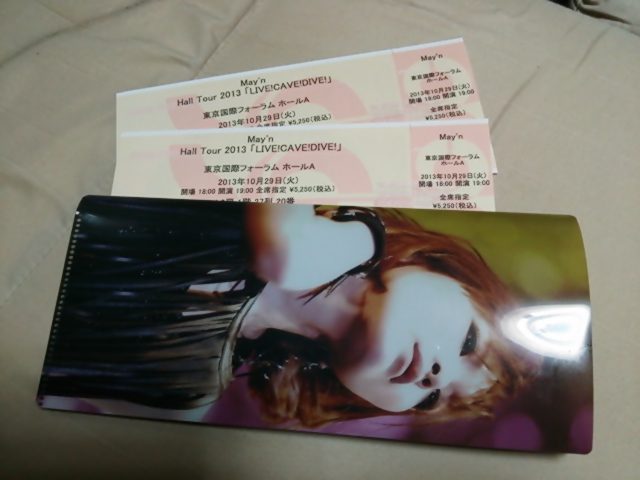 May'n
Hall Tour 2013 「LIVE!CAVE!DIVE!」
東京国際フォーラム ホールA
2013年10月29日(火)
全席指定 ¥5,250(税込)
May'n
東京国際フォーラム
ホールA
2013年10月29日(火)
開場 18:00 開演 19:00
全席指定
¥5,250(税込)
May'n
Hall Tour 2013 「LIVE!CAVE!DIVE!」
東京国際フォーラム ホールA
2013年10月29日(火)
開場 18:00 開演 19:00 全席指定 ¥5,250(税込)
1階 27列 20番
May'n
東京国際フォーラム
ホールA
2013年10月29日(火)
開場 18:00 開演 19:00
全席指定
¥5,250(税込)